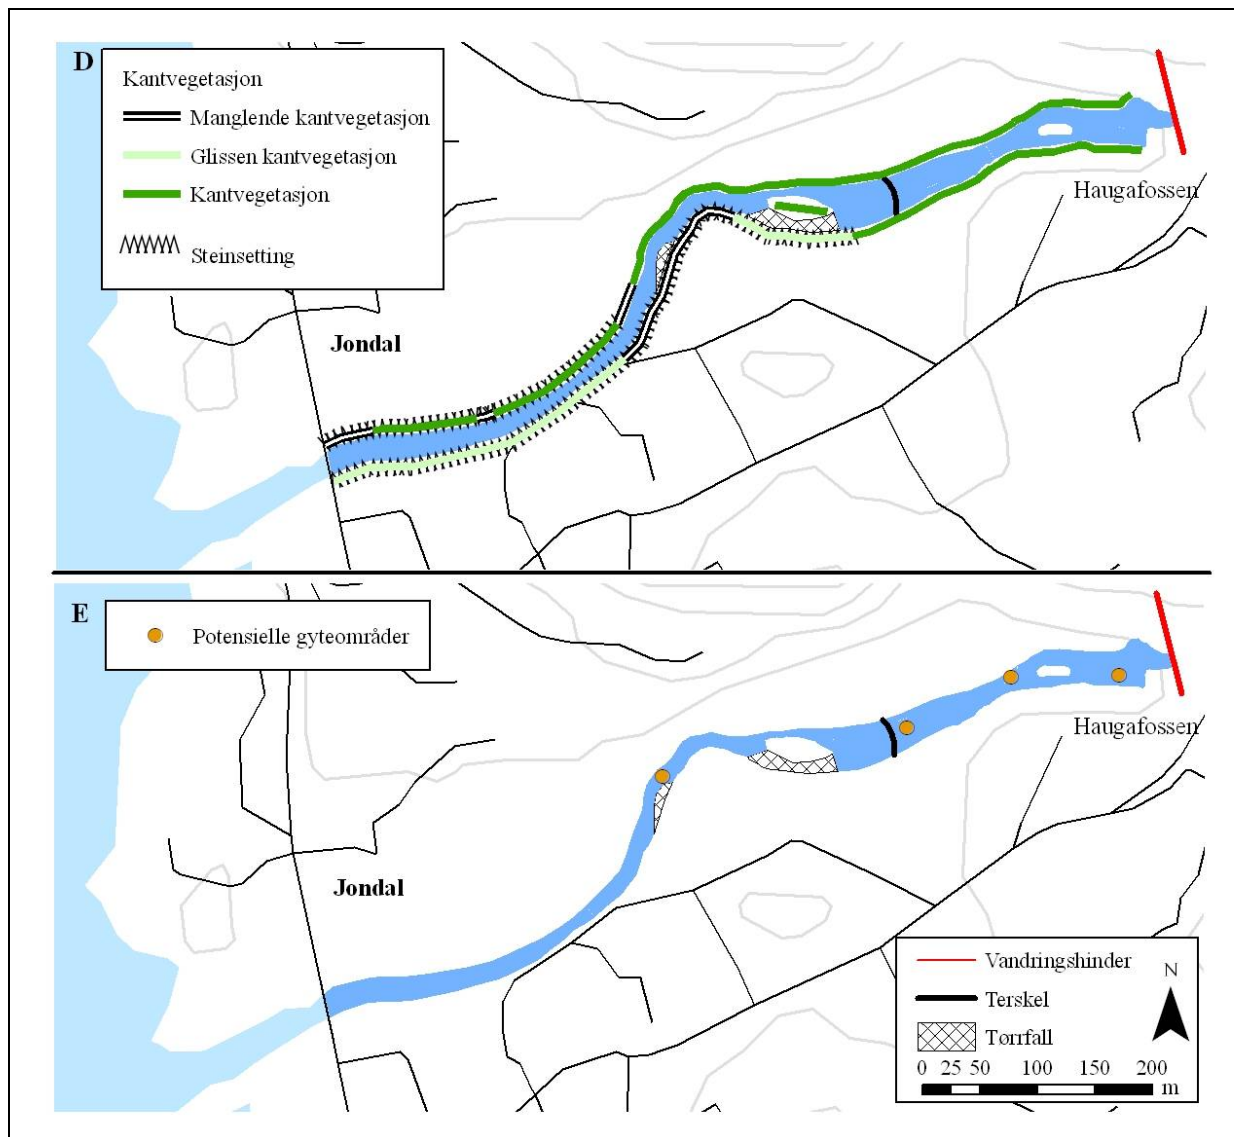 D
Kantvegetasjon
Manglende kantvegetasjon
Glissen kantvegetasjon
Kantvegetasjon
Steinsetting
Haugafossen
Jondal
E
Potensielle gyteområder
Haugafossen
Jondal
Vandringshinder
N
Terskel
Tørrfall
0 25 50 100 150 200
m